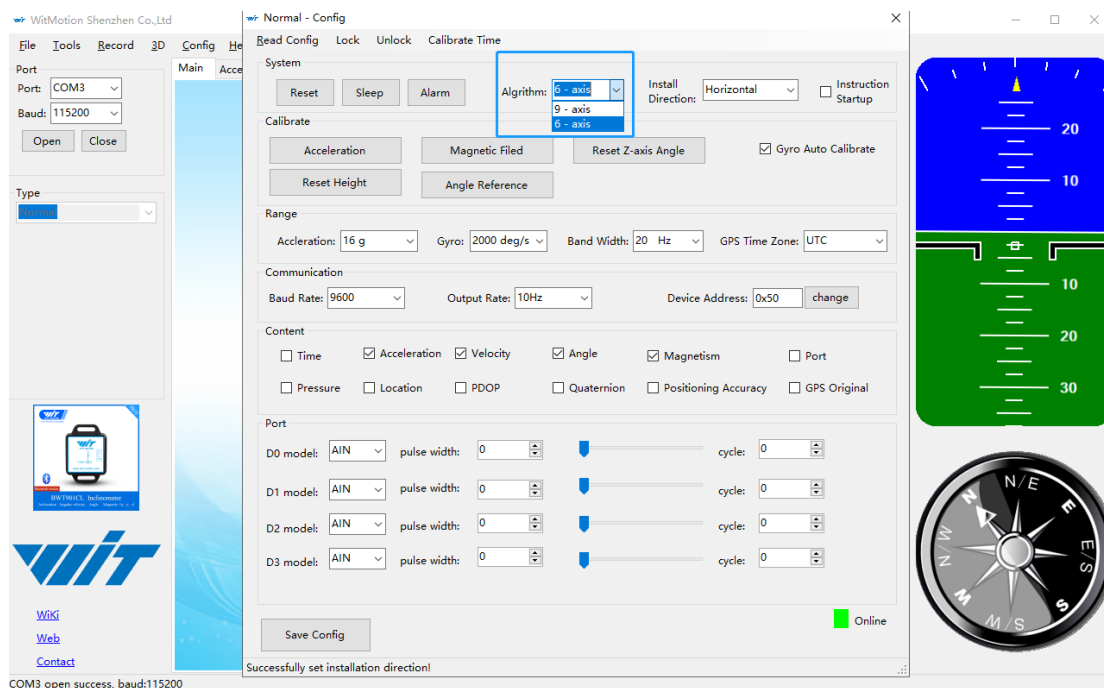 WitMotion Shenzhen Co.,Ltd
File Tools Record 3D Config He
Port
Port: COM3
Baud: 115200
Open Close
Type
Normal
WIT
BWT901CL Inclinometer
WIT
WiKi
Web
Contact
COM3 open success, baud:115200
Main Acce
Normal - Config
Read Config Lock Unlock Calibrate Time
System
Reset Sleep Alarm Algrithm: 6 - axis Install Direction: Horizontal Instruction Startup
9 - axis
6 - axis
Calibrate
Acceleration Magnetic Filed Reset Z-axis Angle Gyro Auto Calibrate
Reset Height Angle Reference
Range
Accleration: 16 g Gyro: 2000 deg/s Band Width: 20 Hz GPS Time Zone: UTC
Communication
Baud Rate: 9600 Output Rate: 10Hz Device Address: 0x50 change
Content
Time Acceleration Velocity Angle Magnetism Port
Pressure Location PDOP Quaternion Positioning Accuracy GPS Original
Port
D0 model: AIN pulse width: 0 cycle: 0
D1 model: AIN pulse width: 0 cycle: 0
D2 model: AIN pulse width: 0 cycle: 0
D3 model: AIN pulse width: 0 cycle: 0
Save Config
Online
Successfully set installation direction!
20
10
10
20
30
N
N/E
E
E/S
S
W/S
W
N/W